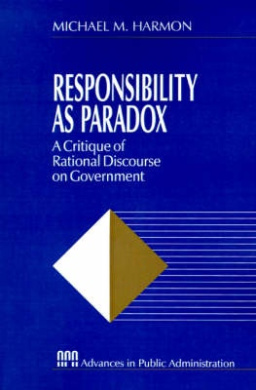 MICHAEL M. HARMON
RESPONSIBILITY
AS PARADOX
A Critique of
Rational Discourse
on Government
Advances in Public Administration